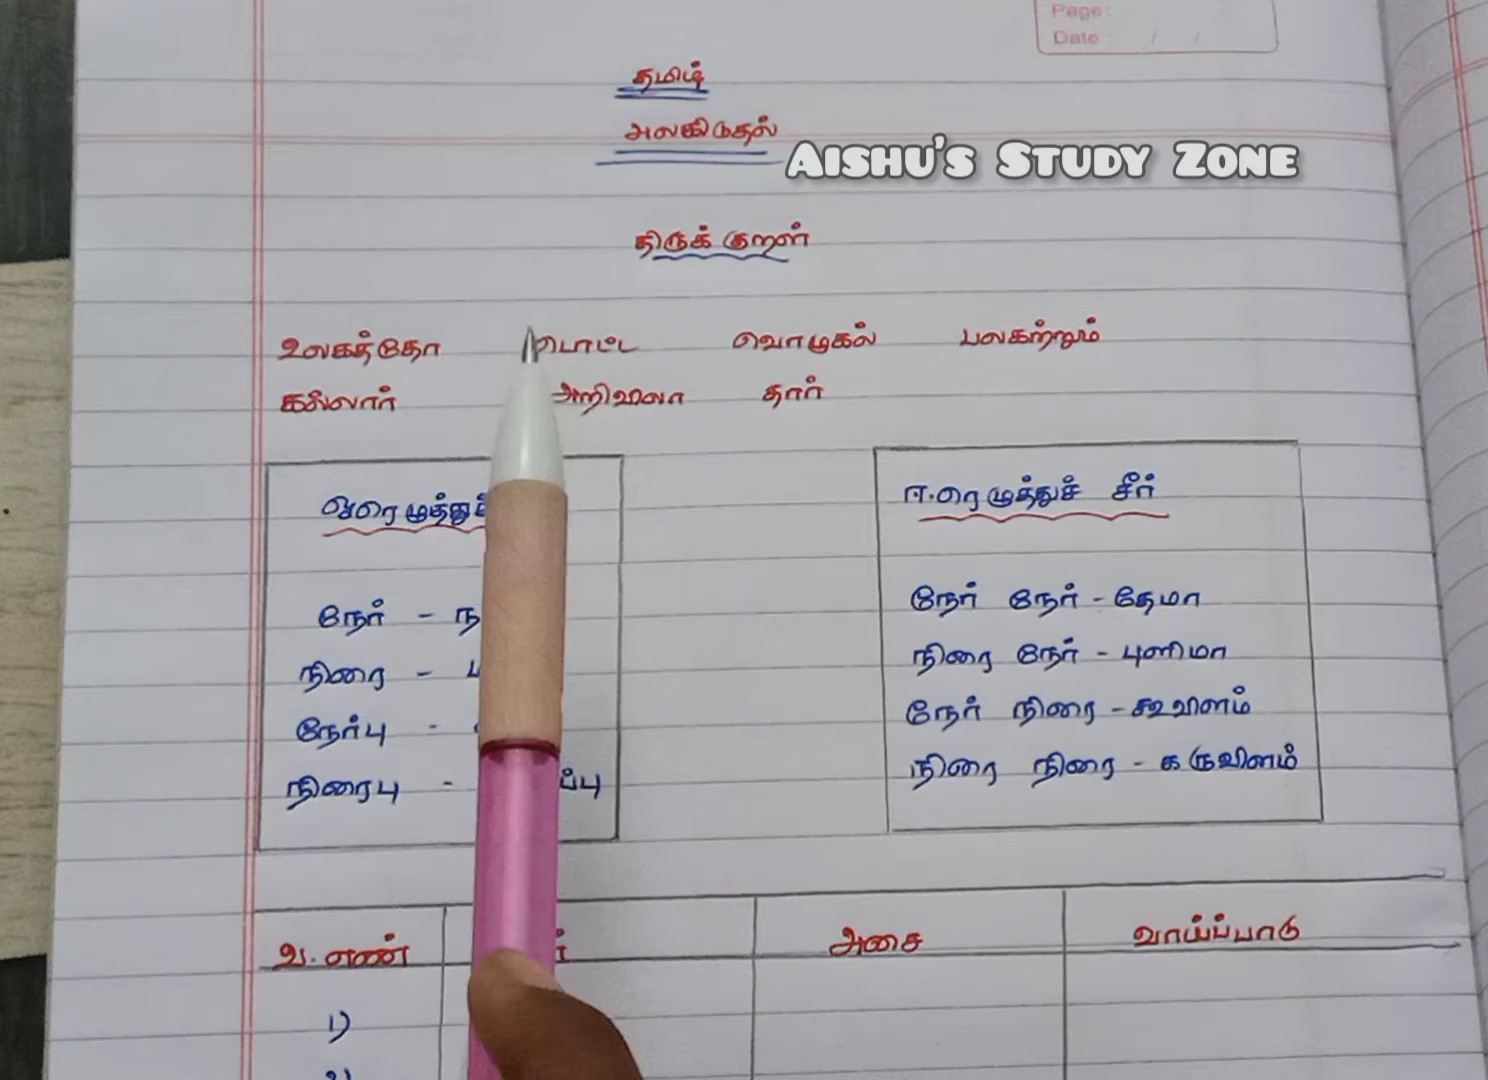 Page:
Date: / /
தமிழ்
அலகிடுதல்
AISHU'S STUDY ZONE
திருக்குறள்
உலகத்தோ டொட்ட வொழுகல் பலகற்றும்
கல்லார் அறிவிலா தார்
ஓரெழுத்துச்
ஈ.ரெழுத்துச் சீர்
நேர் - நா
நிரை -
நேர்பு -
நிரைபு - ப்பு
நேர் நேர் - தேமா
நிரை நேர் - புளிமா
நேர் நிரை - கூவிளம்
நிரை நிரை - கருவிளம்
வ.எண் அசை வாய்ப்பாடு
1)